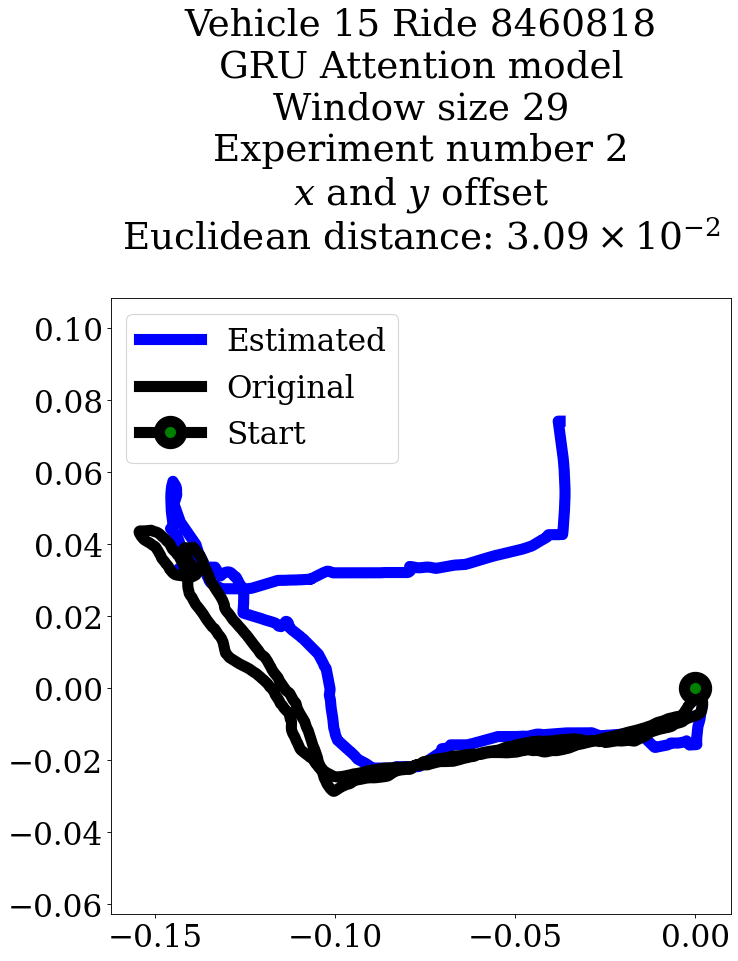 Vehicle 15 Ride 8460818
GRU Attention model
Window size 29
Experiment number 2
x and y offset
Euclidean distance: 3.09 × 10⁻²
Estimated
Original
Start
0.10
0.08
0.06
0.04
0.02
0.00
−0.02
−0.04
−0.06
−0.15 −0.10 −0.05 0.00